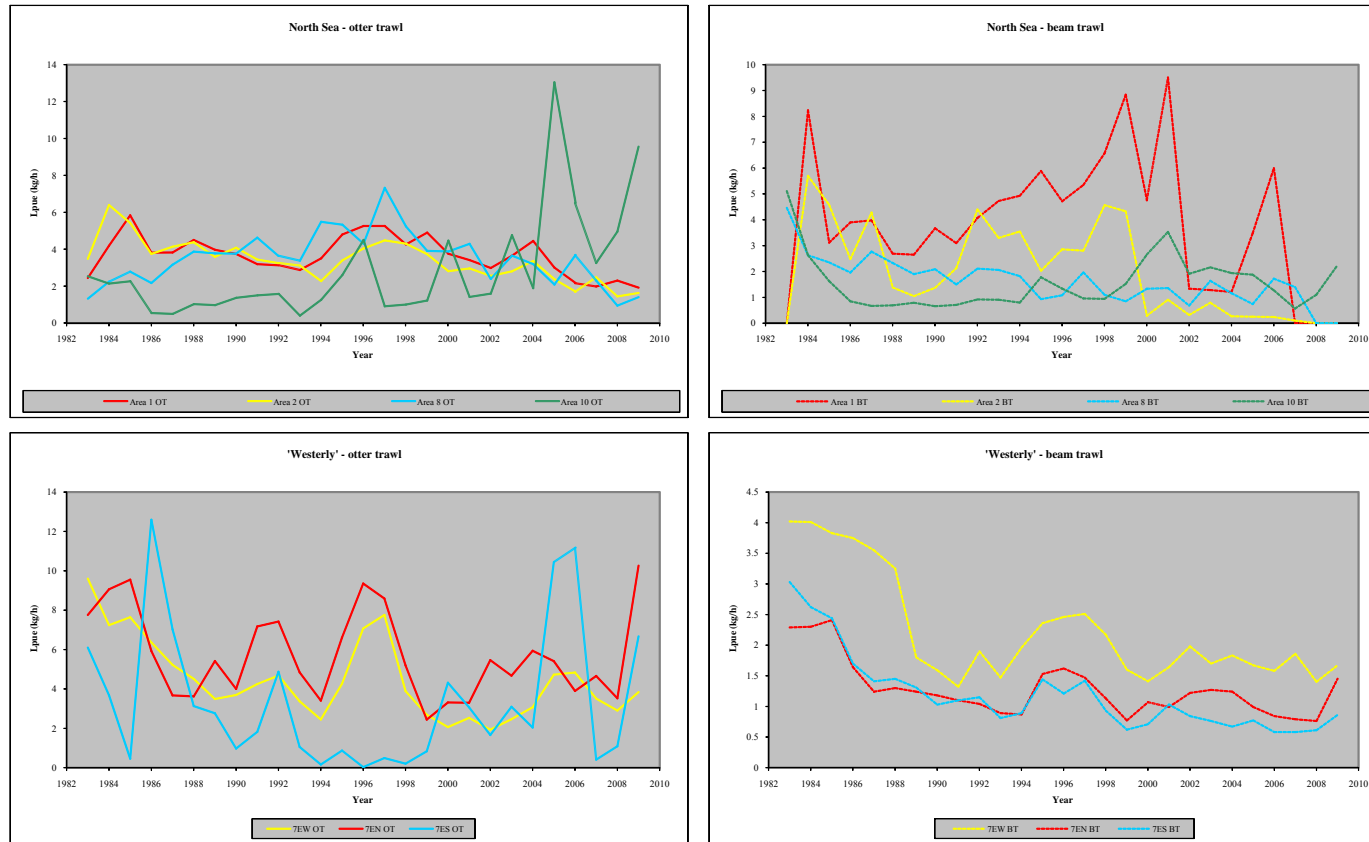 North Sea - otter trawl
14
12
10
8
6
4
2
0
Lpue (kg/h)
1982 1984 1986 1988 1990 1992 1994 1996 1998 2000 2002 2004 2006 2008 2010
Year
Area 1 OT Area 2 OT Area 8 OT Area 10 OT
North Sea - beam trawl
10
9
8
7
6
5
4
3
2
1
0
Lpue (kg/h)
1982 1984 1986 1988 1990 1992 1994 1996 1998 2000 2002 2004 2006 2008 2010
Year
Area 1 BT Area 2 BT Area 8 BT Area 10 BT
'Westerly' - otter trawl
14
12
10
8
6
4
2
0
Lpue (kg/h)
1982 1984 1986 1988 1990 1992 1994 1996 1998 2000 2002 2004 2006 2008 2010
Year
7EW OT 7EN OT 7ES OT
'Westerly' - beam trawl
4.5
4
3.5
3
2.5
2
1.5
1
0.5
0
Lpue (kg/h)
1982 1984 1986 1988 1990 1992 1994 1996 1998 2000 2002 2004 2006 2008 2010
Year
7EW BT 7EN BT 7ES BT